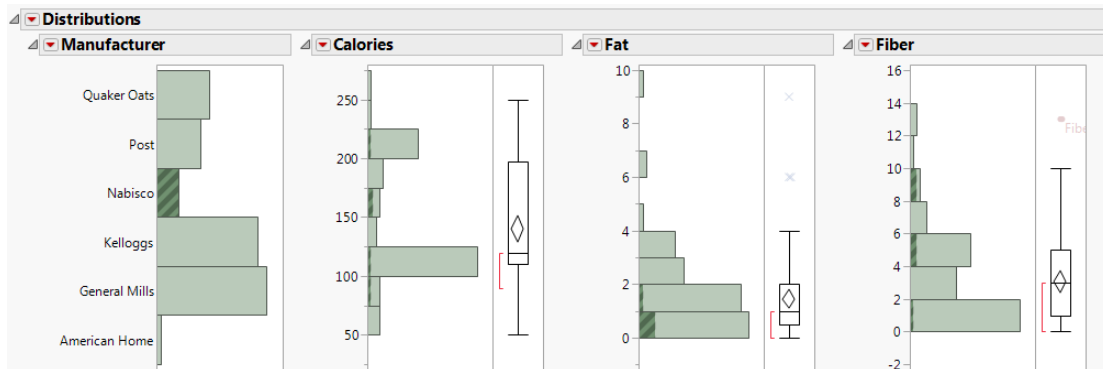 Distributions
Manufacturer
Quaker Oats
Post
Nabisco
Kelloggs
General Mills
American Home
Calories
250
200
150
100
50
Fat
10
8
6
4
2
0
Fiber
16
14
12
10
8
6
4
2
0
-2
Fibe